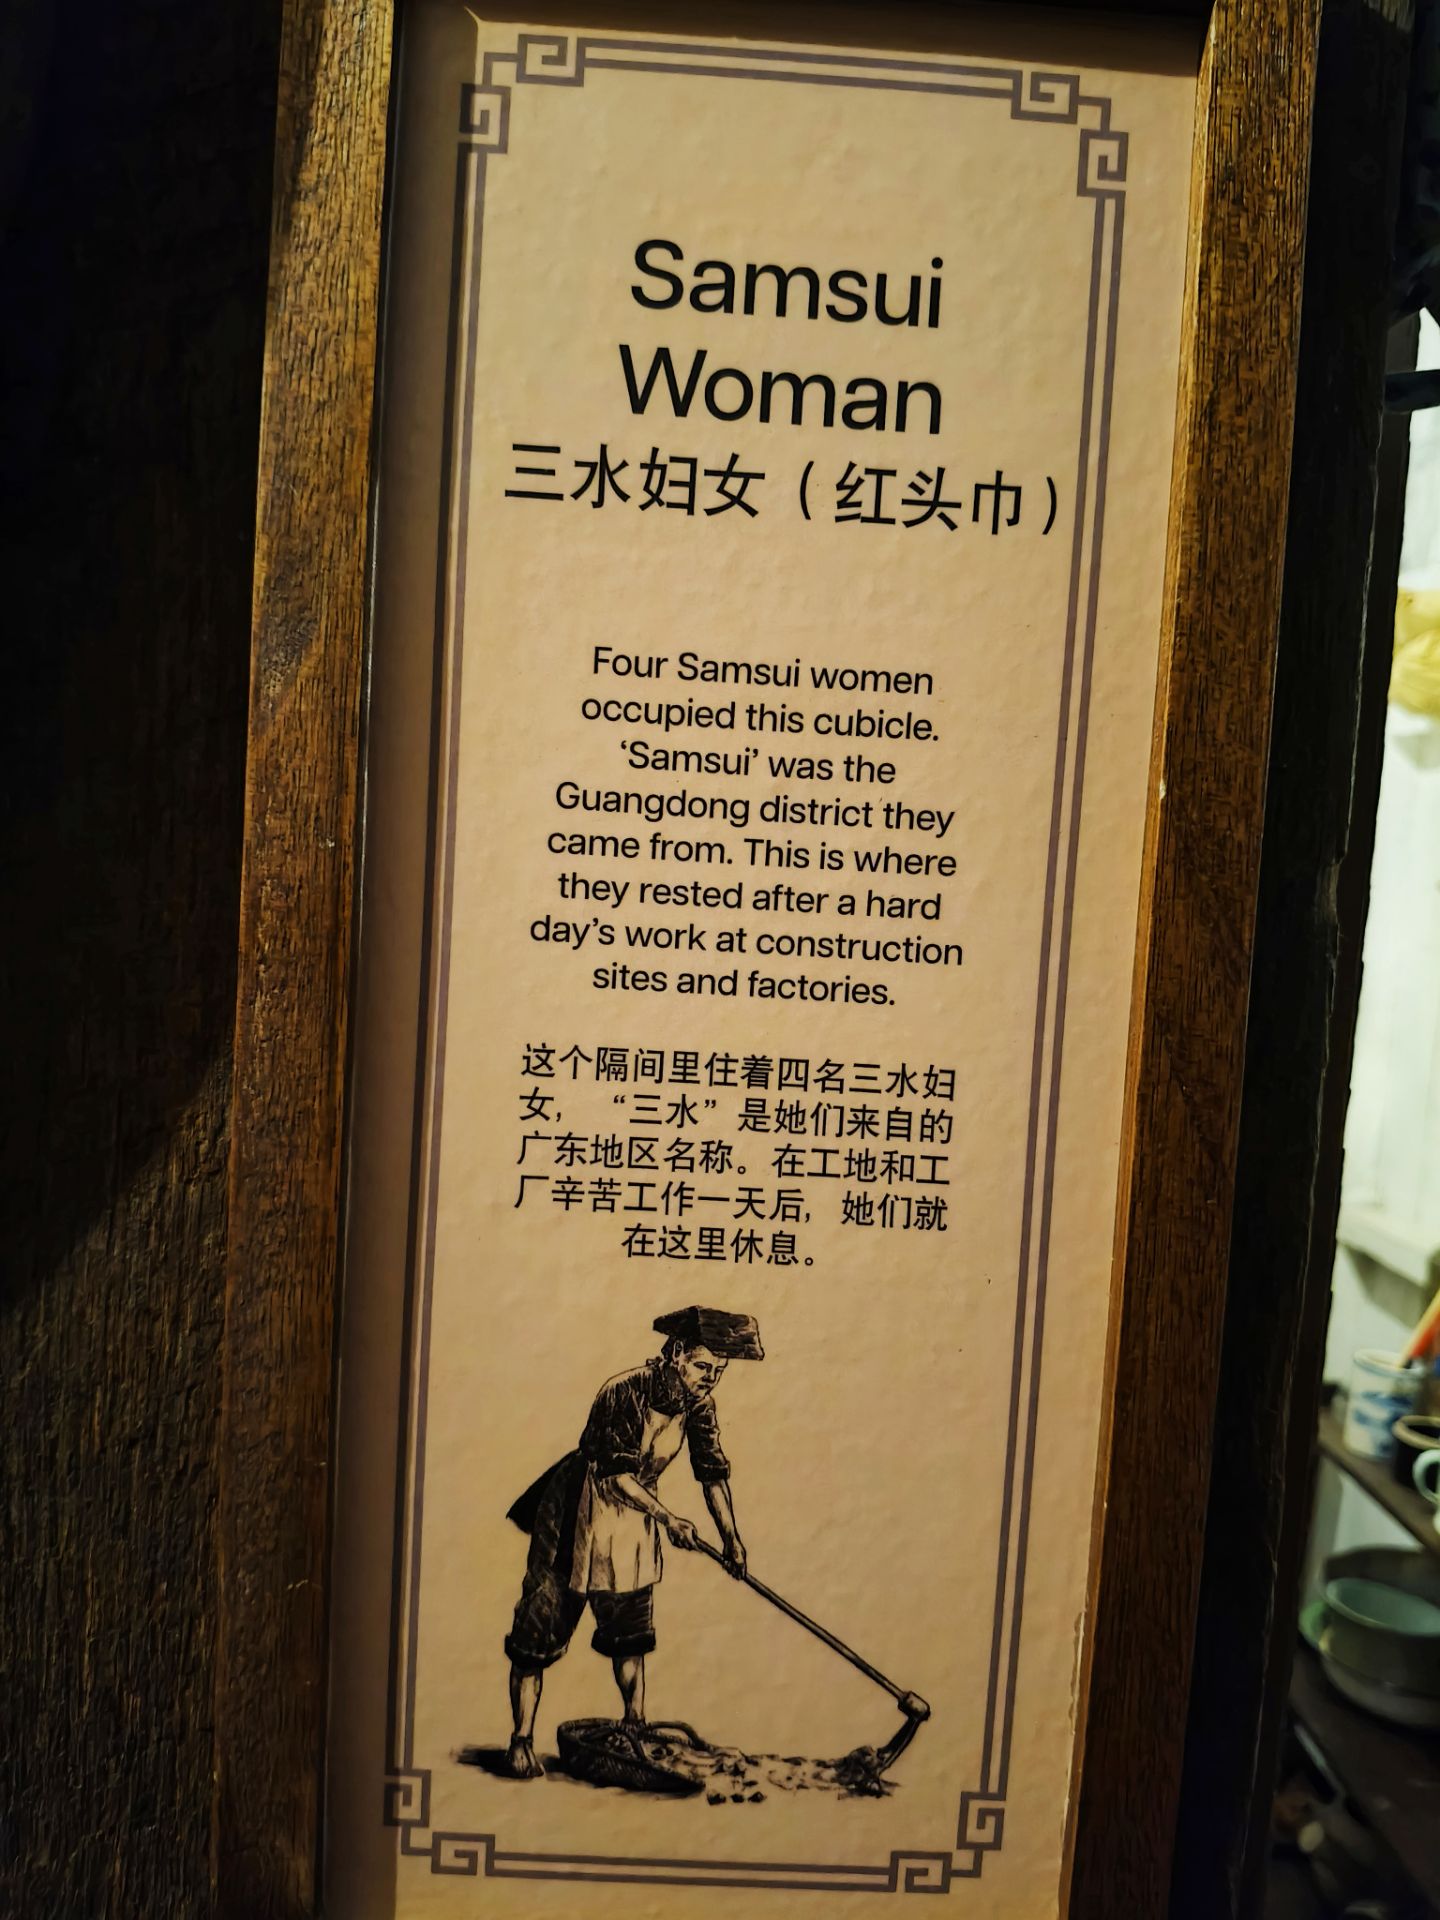 Samsui
Woman
三水妇女（红头巾）
Four Samsui women
occupied this cubicle.
‘Samsui’ was the
Guangdong district they
came from. This is where
they rested after a hard
day’s work at construction
sites and factories.
这个隔间里住着四名三水妇
女，“三水”是她们来自的
广东地区名称。在工地和工
厂辛苦工作一天后，她们就
在这里休息。